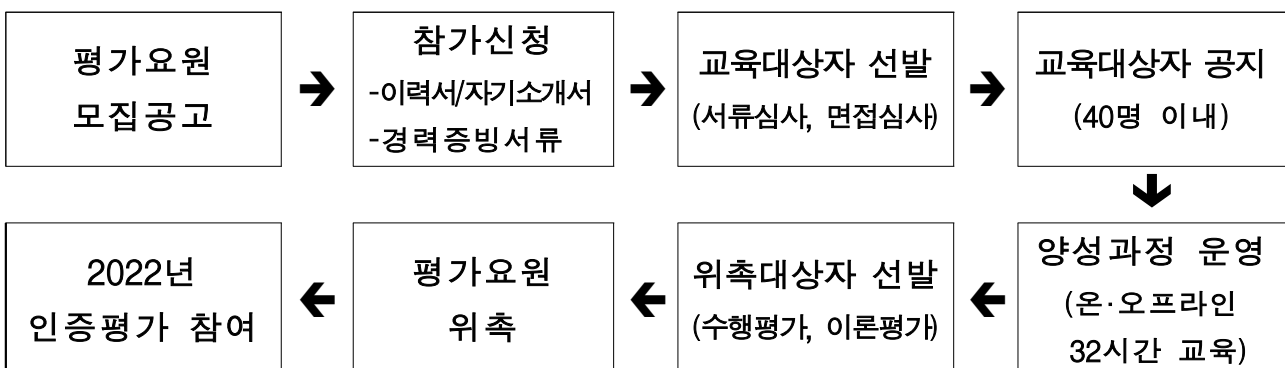 평가요원
모집공고
참가신청
-이력서/자기소개서
-경력증빙서류
교육대상자 선발
(서류심사, 면접심사)
교육대상자 공지
(40명 이내)
양성과정 운영
(온·오프라인
32시간 교육)
위촉대상자 선발
(수행평가, 이론평가)
평가요원
위촉
2022년
인증평가 참여